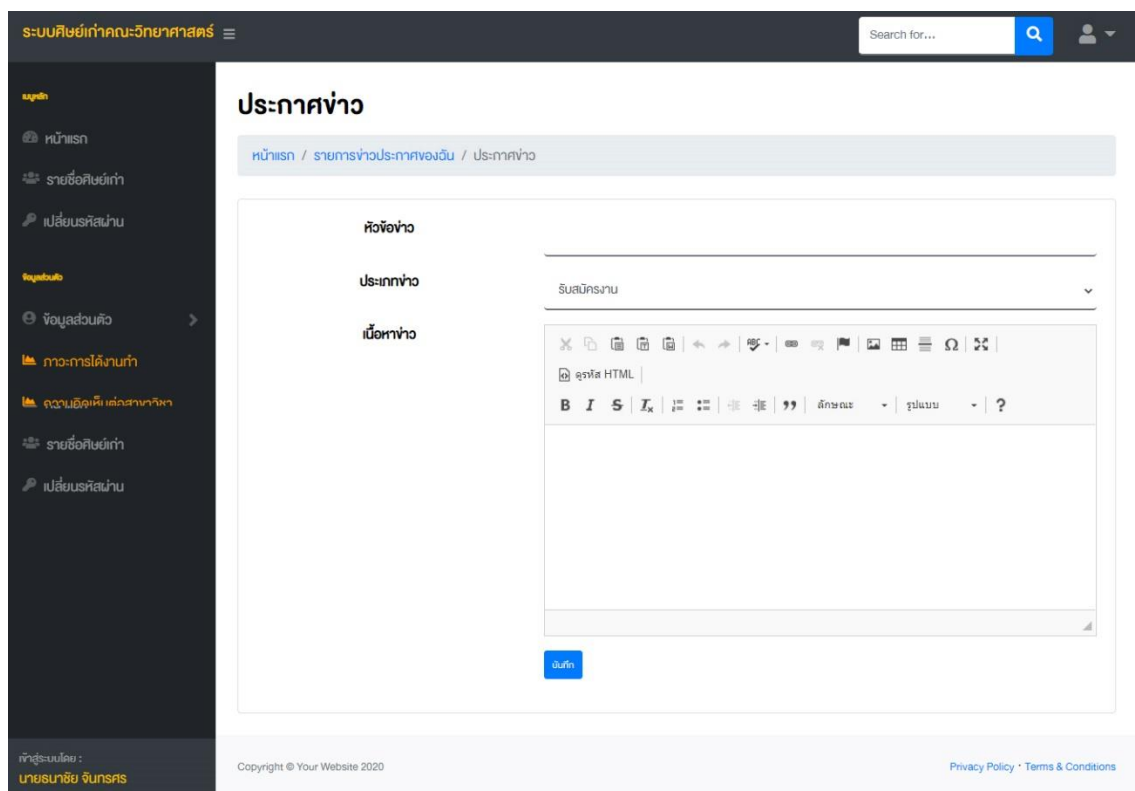 ระบบศิษย์เก่าคณะวิทยาศาสตร์
Search for...
เมนูหลัก
หน้าแรก
รายชื่อศิษย์เก่า
เปลี่ยนรหัสผ่าน
ข้อมูลส่วนตัว
ข้อมูลส่วนตัว
ภาวะการได้งานทำ
ความคิดเห็นต่อสาขาวิชา
รายชื่อศิษย์เก่า
เปลี่ยนรหัสผ่าน
เข้าสู่ระบบโดย :
นายธนาชัย จันทรศร
ประกาศข่าว
หน้าแรก / รายการข่าวประกาศของฉัน / ประกาศข่าว
หัวข้อข่าว
ประเภทข่าว
รับสมัครงาน
เนื้อหาข่าว
ดูรหัส HTML
B I S Ix ลักษณะ รูปแบบ ?
บันทึก
Copyright © Your Website 2020
Privacy Policy · Terms & Conditions